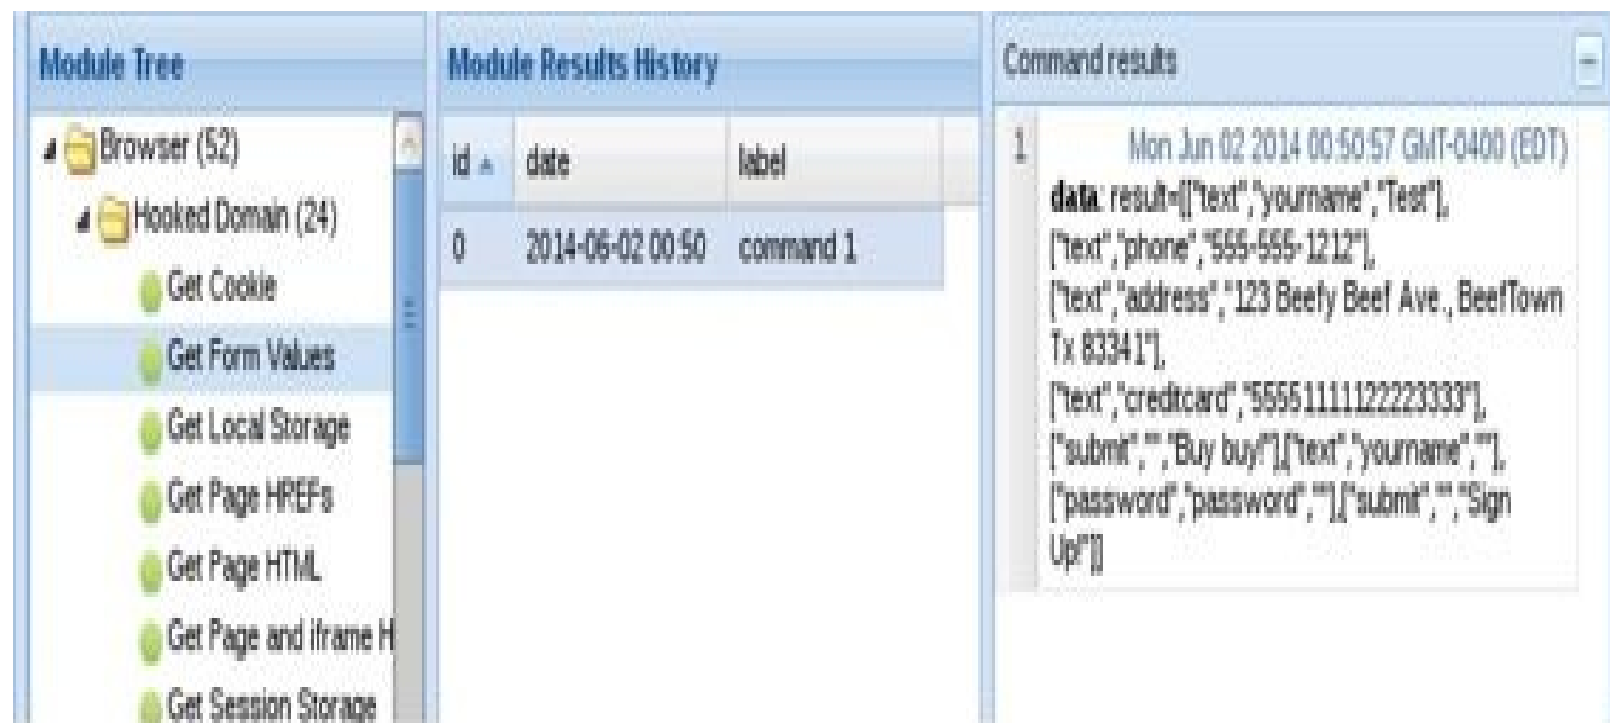 Module Tree
Browser (52)
Hooked Domain (24)
Get Cookie
Get Form Values
Get Local Storage
Get Page HREFs
Get Page HTML
Get Page and iframe H
Get Session Storage
Module Results History
id date label
0 2014-06-02 00:50 command 1
Command results
1 Mon Jun 02 2014 00:50:57 GMT-0400 (EDT)
data: result=[["text","yourname","Test"],
["text","phone","555-555-1212"],
["text","address","123 Beefy Beef Ave., BeefTown
Tx 83341"],
["text","creditcard","5555111111222233333"],
["submit","","Buy buy!"],["text","yourname",""],
["password","password",""],["submit","","Sign
Up!"]]